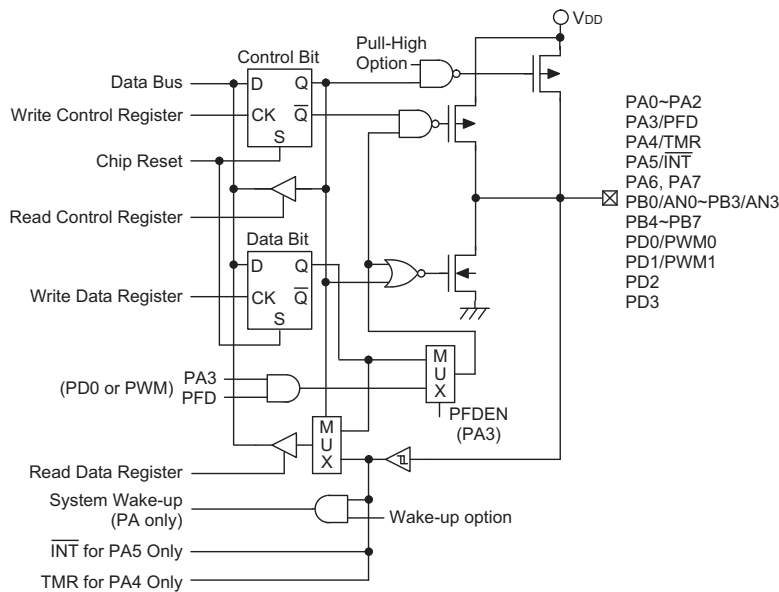 VDD
Pull-High
Option
Control Bit
Data Bus
D
Q
Write Control Register
CK
Q̅
S
Chip Reset
Read Control Register
Data Bit
D
Q
Write Data Register
CK
Q̅
S
(PD0 or PWM)
PA3
PFD
M
U
X
PFDEN
(PA3)
M
U
X
Read Data Register
System Wake-up
(PA only)
Wake-up option
I̅N̅T̅ for PA5 Only
TMR for PA4 Only
PA0~PA2
PA3/PFD
PA4/TMR
PA5/I̅N̅T̅
PA6, PA7
PB0/AN0~PB3/AN3
PB4~PB7
PD0/PWM0
PD1/PWM1
PD2
PD3